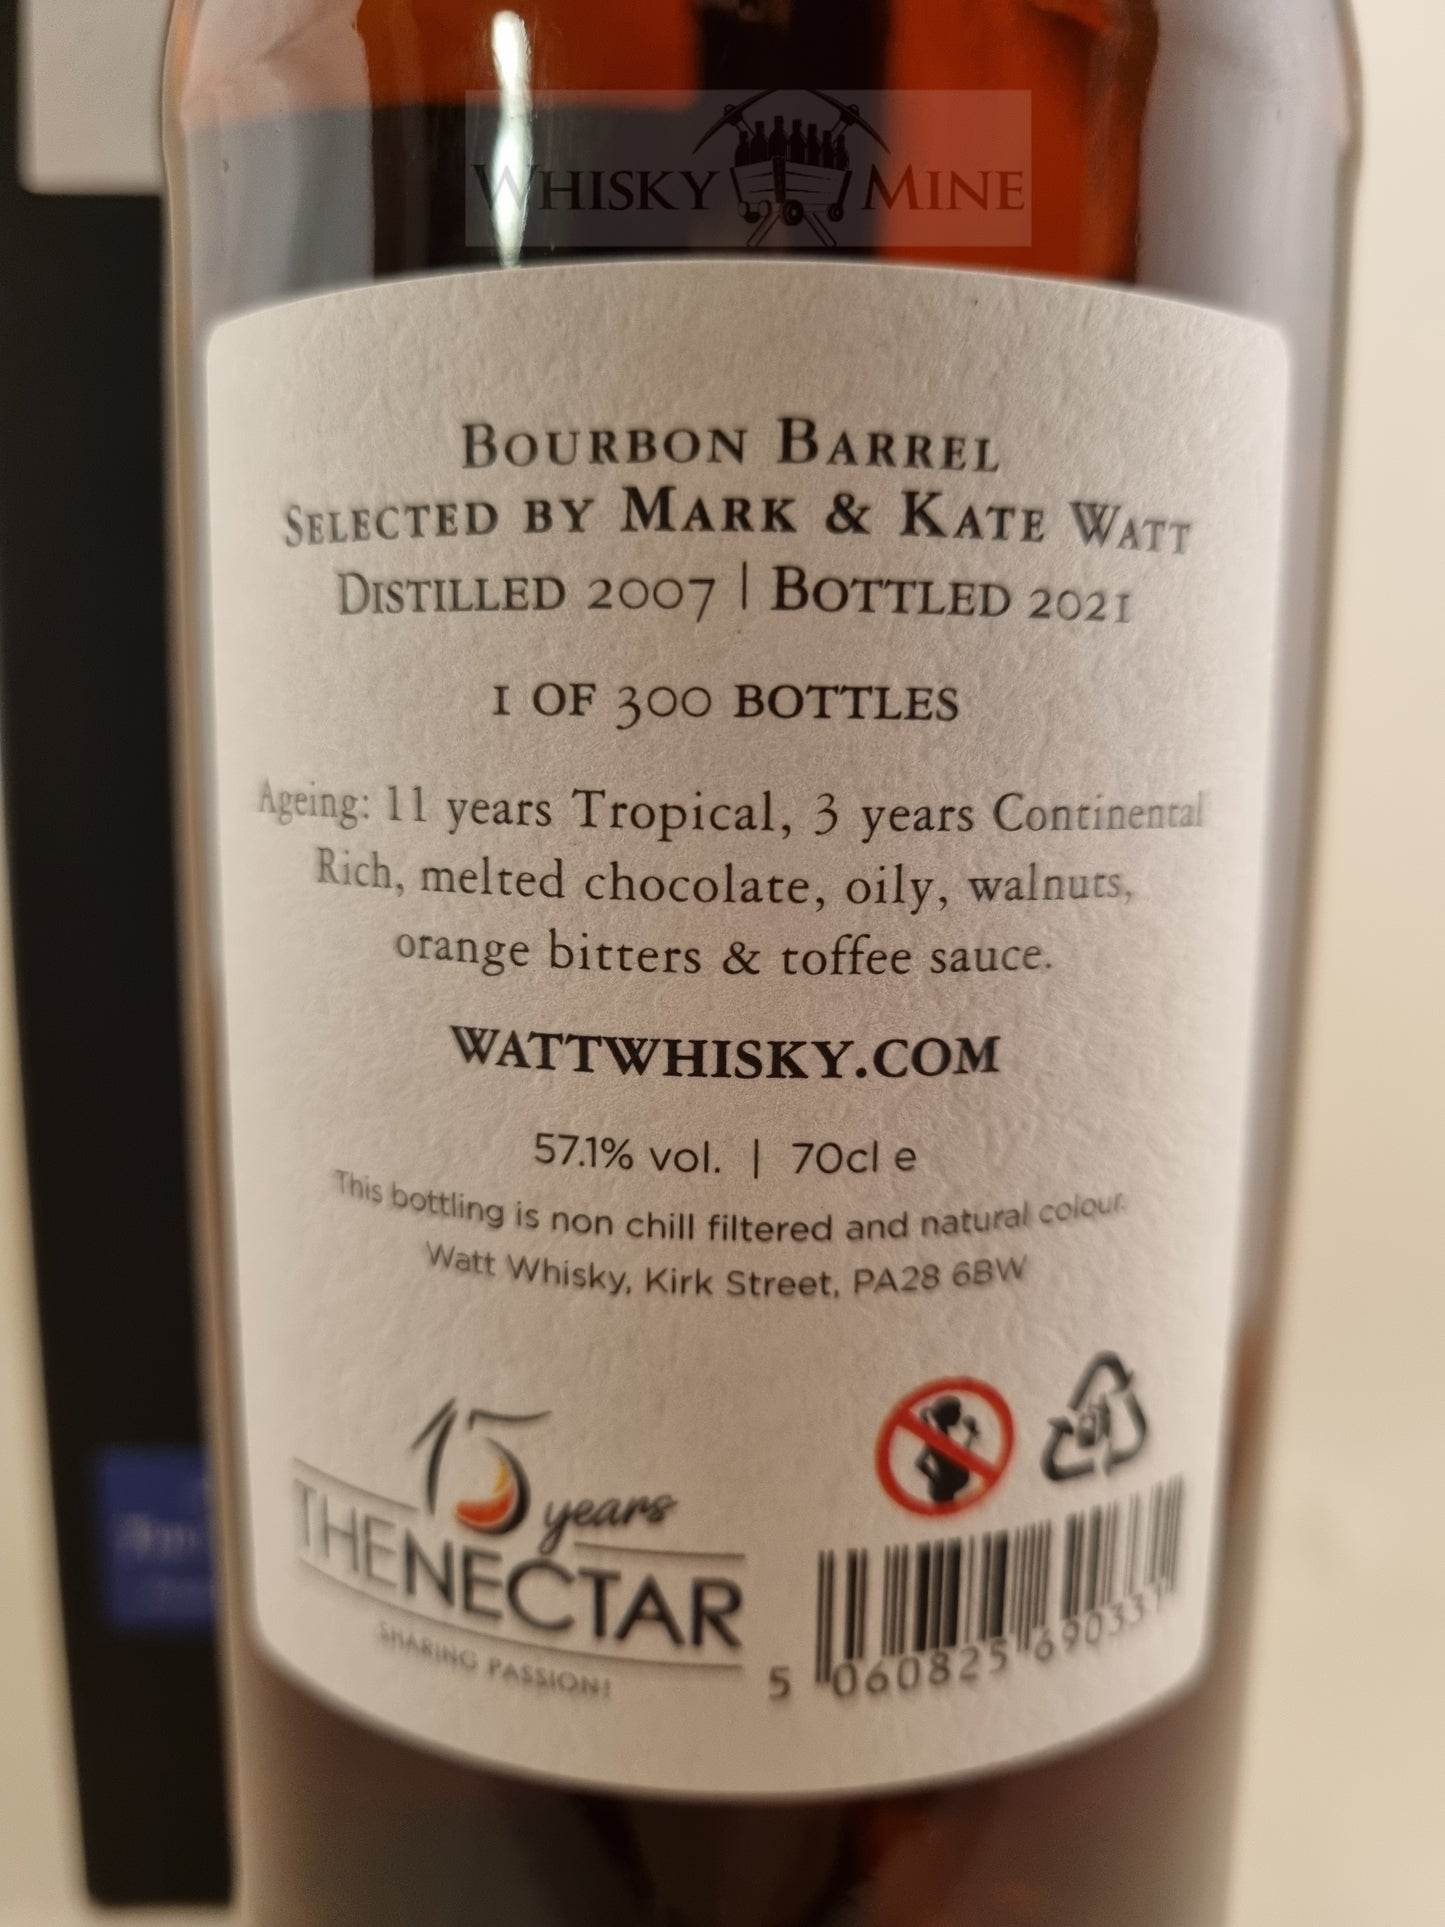 WHISKY MINE
BOURBON BARREL
SELECTED BY MARK & KATE WATT
DISTILLED 2007 | BOTTLED 2021
1 OF 300 BOTTLES
Ageing: 11 years Tropical, 3 years Continental
Rich, melted chocolate, oily, walnuts,
orange bitters & toffee sauce.
WATTWHISKY.COM
57.1% vol. | 70cl e
This bottling is non chill filtered and natural colour.
Watt Whisky, Kirk Street, PA28 6BW
15 years
THENECTAR
SHARING PASSION!
5 060825 690331